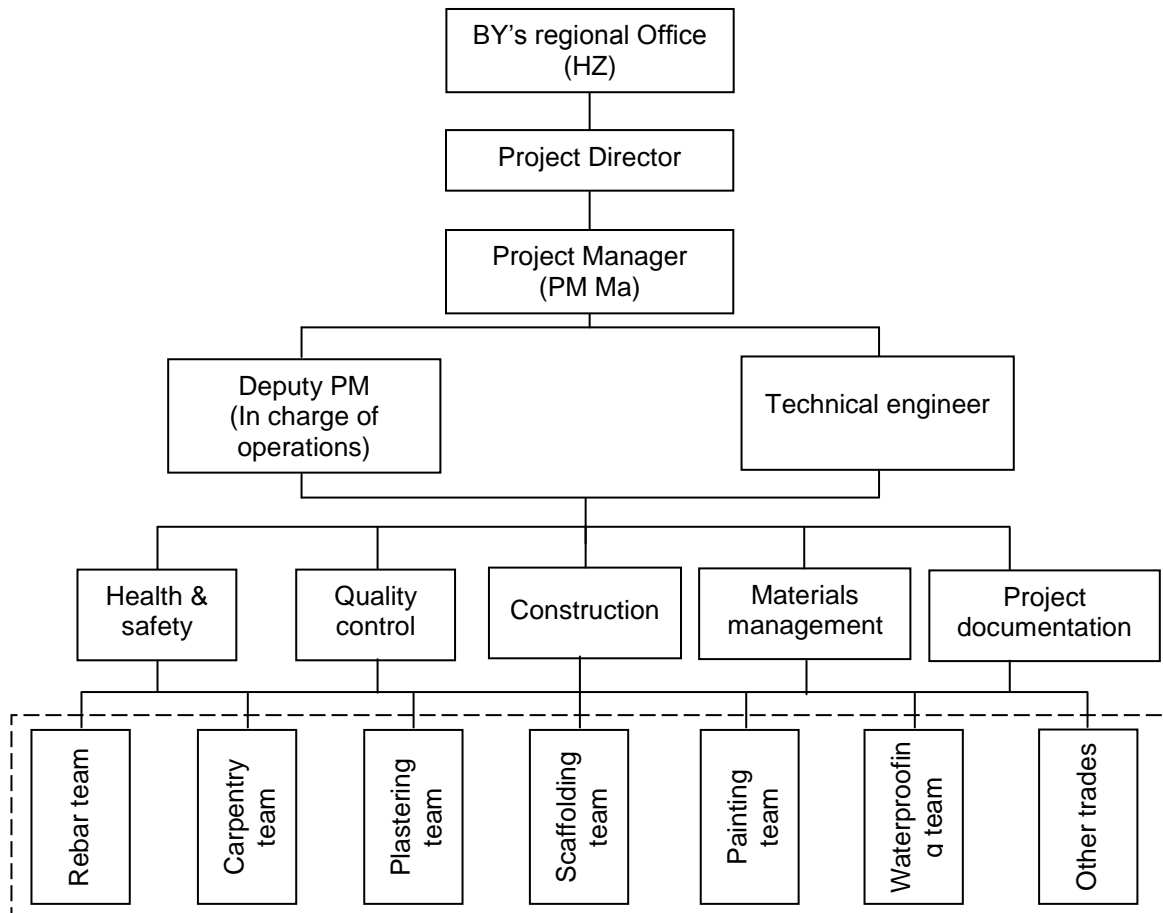 BY’s regional Office
(HZ)
Project Director
Project Manager
(PM Ma)
Deputy PM
(In charge of
operations)
Technical engineer
Health &
safety
Quality
control
Construction
Materials
management
Project
documentation
Rebar team
Carpentry
team
Plastering
team
Scaffolding
team
Painting
team
Waterproofin
g team
Other trades